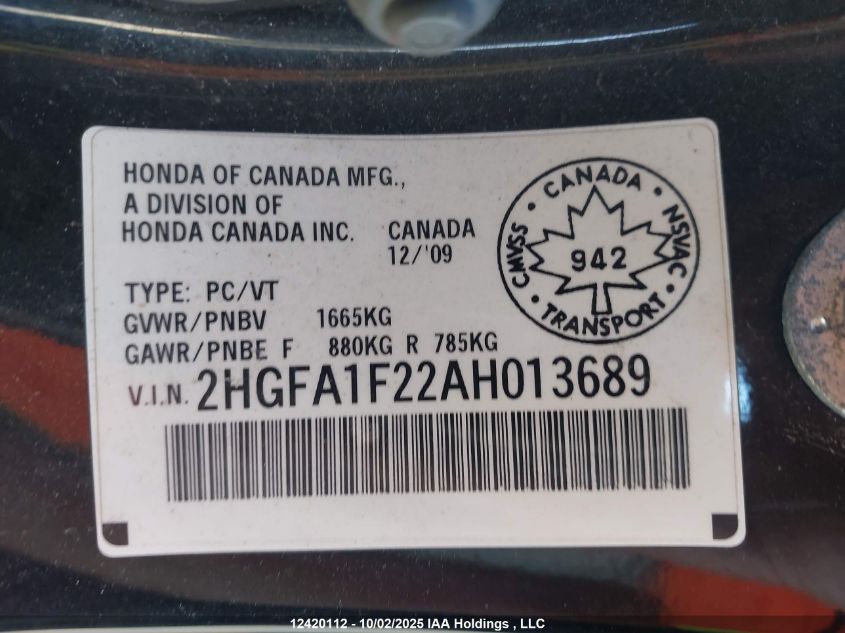 HONDA OF CANADA MFG.,
A DIVISION OF
HONDA CANADA INC. CANADA
12/'09
CANADA
CMVSS 942 NSVAC
TRANSPORT
TYPE: PC/VT
GVWR/PNBV 1665KG
GAWR/PNBE F 880KG R 785KG
V.I.N. 2HGFA1F22AH013689
12420112 - 10/02/2025 IAA Holdings , LLC